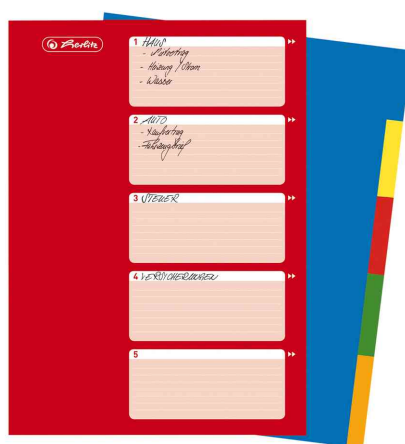 Herlitz
1 HAUS
- Mietvertrag
- Heizung / Strom
- Wasser
2 AUTO
- Kaufvertrag
- Fahrzeugbrief
3 STEUER
4 VERSICHERUNGEN
5